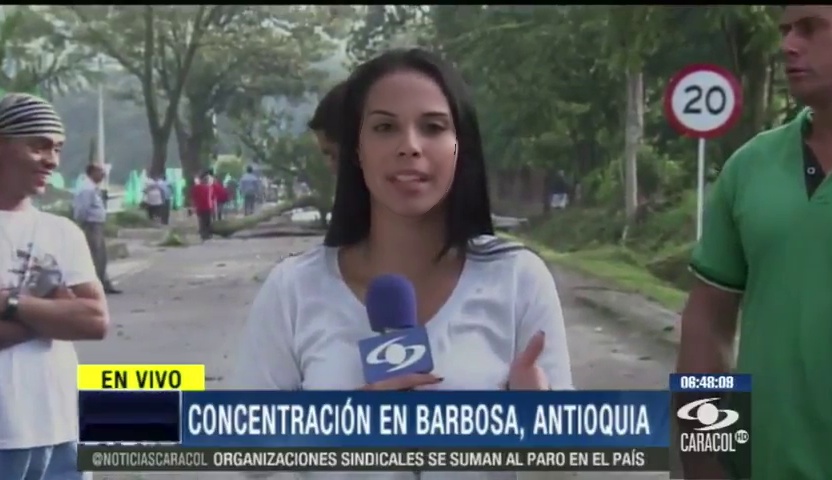 20
EN VIVO
CONCENTRACIÓN EN BARBOSA, ANTIOQUIA
@NOTICIASCARACOL ORGANIZACIONES SINDICALES SE SUMAN AL PARO EN EL PAÍS
06:48:08
CARACOL HD